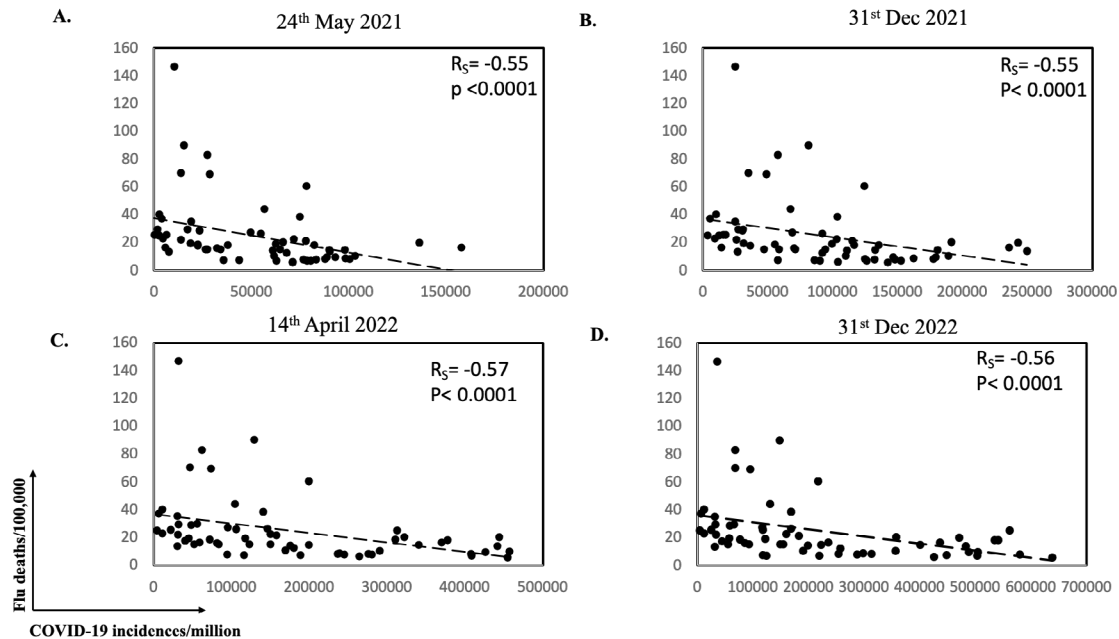 A.
24th May 2021
RS= -0.55
p <0.0001
160
140
120
100
80
60
40
20
0
0 50000 100000 150000 200000
B.
31st Dec 2021
RS= -0.55
P< 0.0001
160
140
120
100
80
60
40
20
0
0 50000 100000 150000 200000 250000 300000
C.
14th April 2022
RS= -0.57
P< 0.0001
160
140
120
100
80
60
40
20
0
0 100000 200000 300000 400000 500000
D.
31st Dec 2022
RS= -0.56
P< 0.0001
160
140
120
100
80
60
40
20
0
0 100000 200000 300000 400000 500000 600000 700000
Flu deaths/100,000
COVID-19 incidences/million